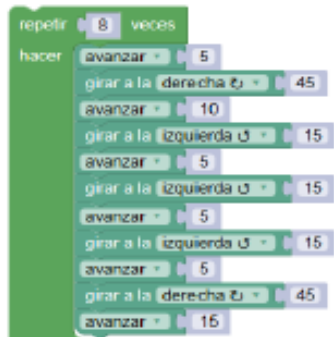 repetir 8 veces
hacer avanzar 5
girar a la derecha ↻ 45
avanzar 10
girar a la izquierda ↺ 15
avanzar 5
girar a la izquierda ↺ 15
avanzar 5
girar a la izquierda ↺ 15
avanzar 5
girar a la derecha ↻ 45
avanzar 15